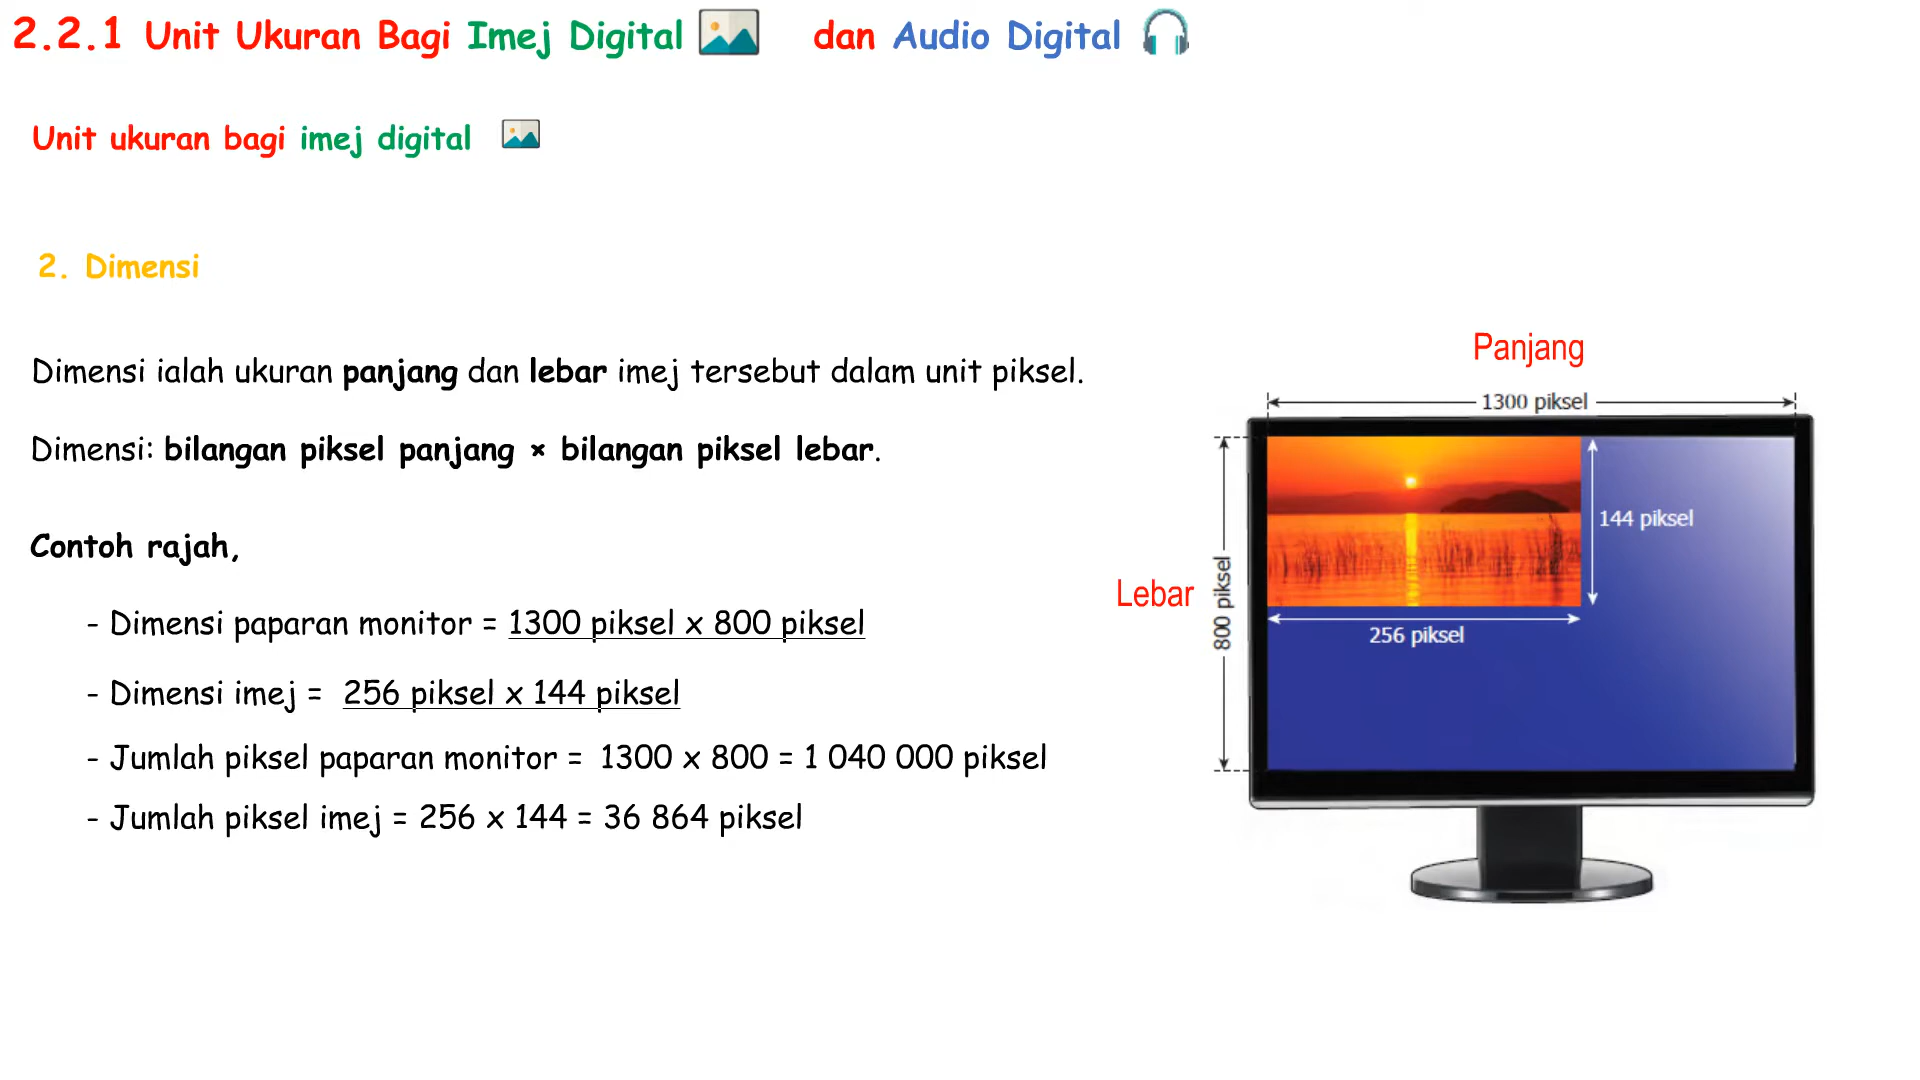 2.2.1 Unit Ukuran Bagi Imej Digital dan Audio Digital
Unit ukuran bagi imej digital
2. Dimensi
Dimensi ialah ukuran panjang dan lebar imej tersebut dalam unit piksel.
Dimensi: bilangan piksel panjang × bilangan piksel lebar.
Contoh rajah,
- Dimensi paparan monitor = 1300 piksel x 800 piksel
- Dimensi imej = 256 piksel x 144 piksel
- Jumlah piksel paparan monitor = 1300 x 800 = 1 040 000 piksel
- Jumlah piksel imej = 256 x 144 = 36 864 piksel
Panjang
1300 piksel
144 piksel
Lebar
800 piksel
256 piksel